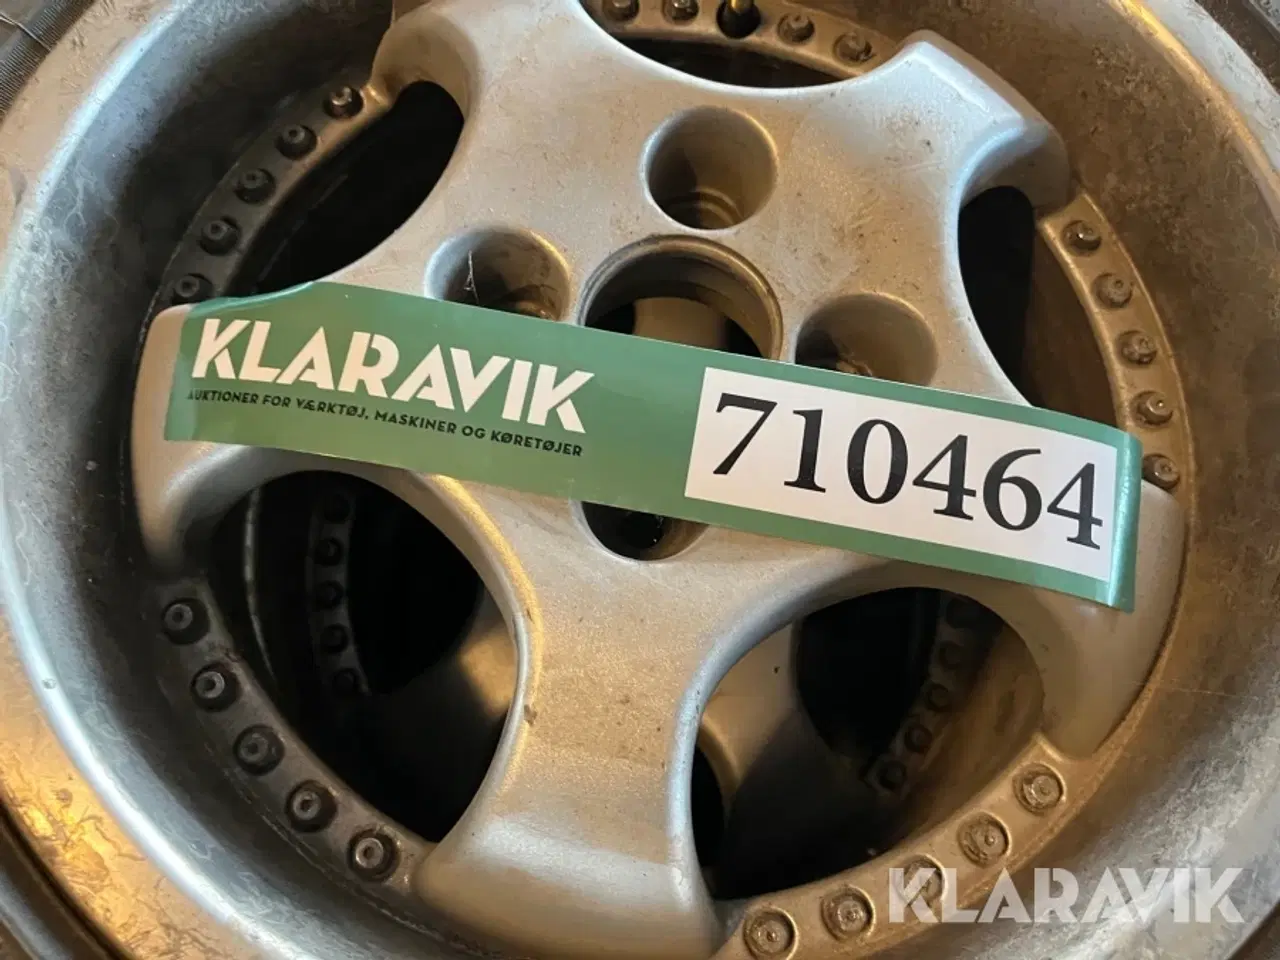 KLARAVIK
AUKTIONER FOR VÆRKTØJ, MASKINER OG KØRETØJER
710464
KLARAVIK